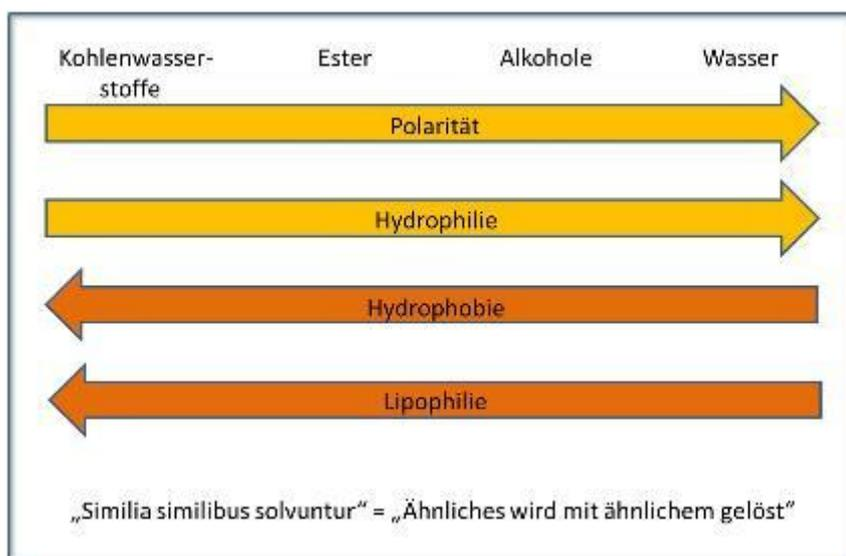 Kohlenwasser- Ester Alkohole Wasser
stoffe
Polarität
Hydrophilie
Hydrophobie
Lipophilie
„Similia similibus solvuntur“ = „Ähnliches wird mit ähnlichem gelöst“